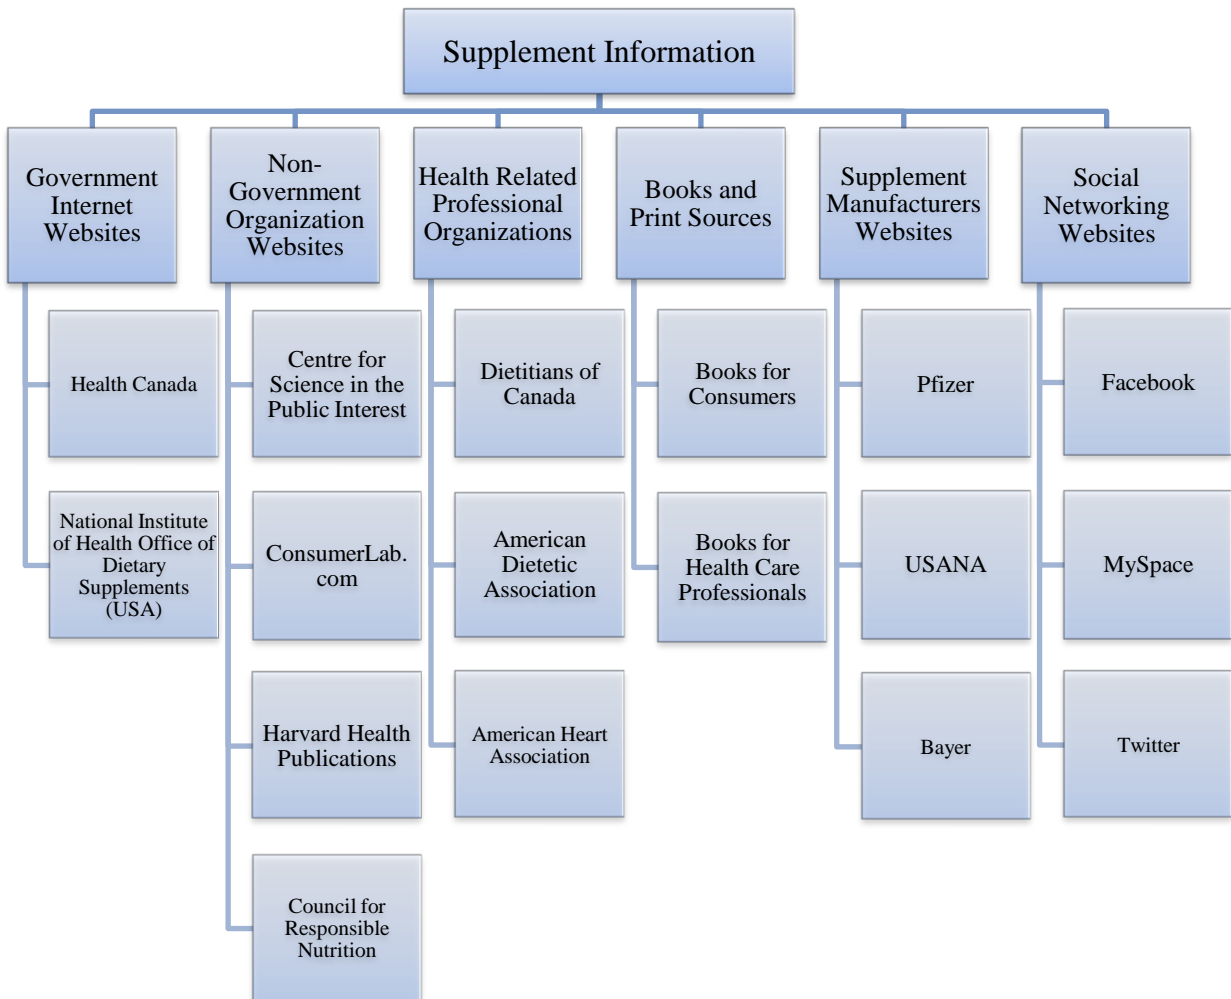 Supplement Information
Government
Internet
Websites
Non-
Government
Organization
Websites
Health Related
Professional
Organizations
Books and
Print Sources
Supplement
Manufacturers
Websites
Social
Networking
Websites
Health Canada
National Institute
of Health Office of
Dietary
Supplements
(USA)
Centre for
Science in the
Public Interest
ConsumerLab.
com
Harvard Health
Publications
Council for
Responsible
Nutrition
Dietitians of
Canada
American
Dietetic
Association
American Heart
Association
Books for
Consumers
Books for
Health Care
Professionals
Pfizer
USANA
Bayer
Facebook
MySpace
Twitter